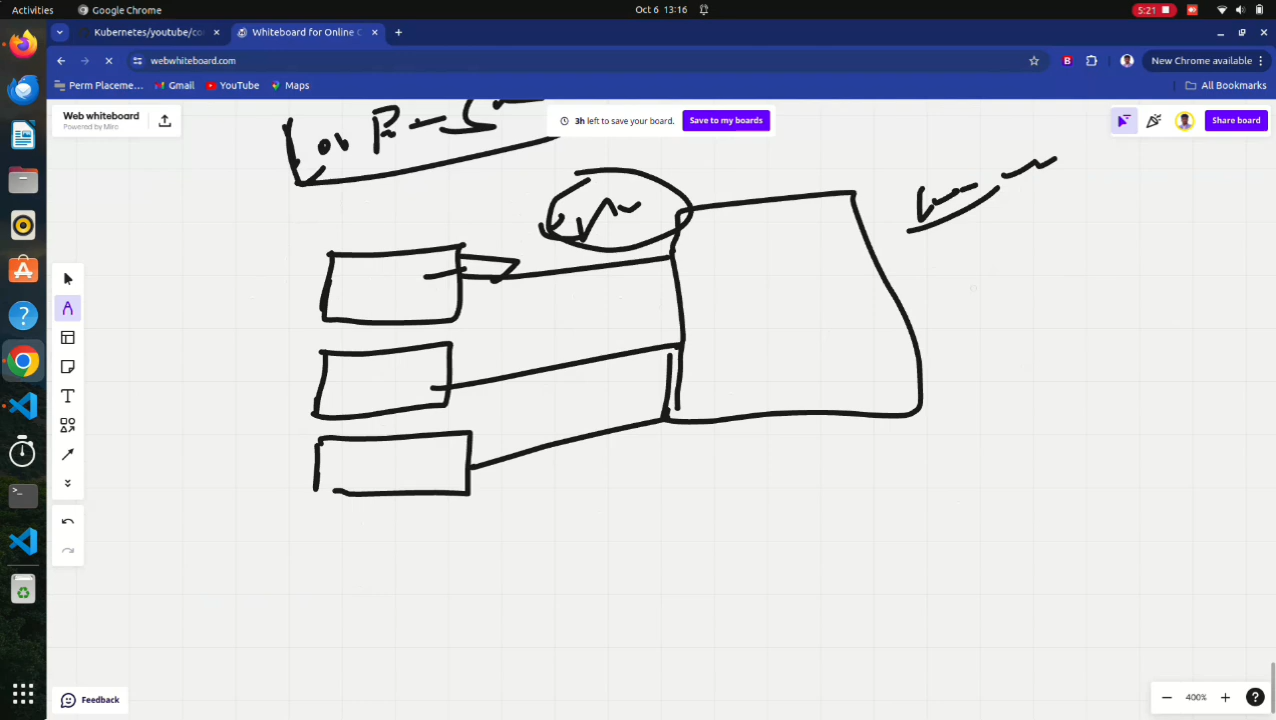 Activities
Google Chrome
Oct 6 13:16
5:21
Kubernetes/youtube/co
Whiteboard for Online C
webwhiteboard.com
New Chrome available
Perm Placeme...
Gmail
YouTube
Maps
All Bookmarks
Web whiteboard
Powered by Miro
3h left to save your board.
Save to my boards
Share board
B
T
Feedback
400%